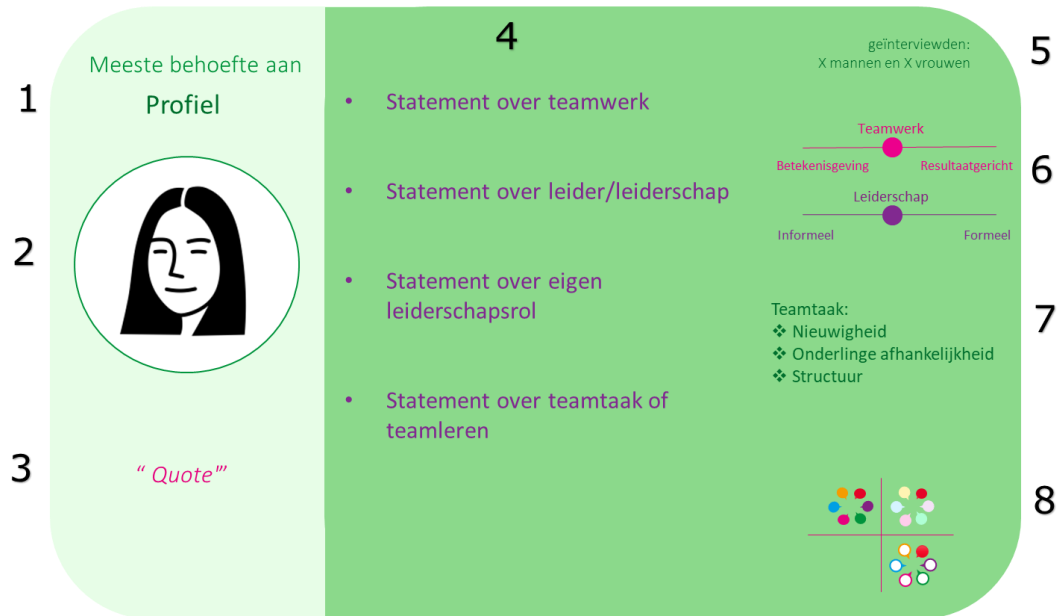 4
5
geïnterviewden:
X mannen en X vrouwen
Meeste behoefte aan
1
Profiel
• Statement over teamwerk
• Statement over leider/leiderschap
• Statement over eigen
leiderschapsrol
• Statement over teamtaak of
teamleren
2
3
“ Quote'”
Teamwerk
Betekenisgeving Resultaatgericht
6
Leiderschap
Informeel Formeel
7
Teamtaak:
❖ Nieuwigheid
❖ Onderlinge afhankelijkheid
❖ Structuur
8